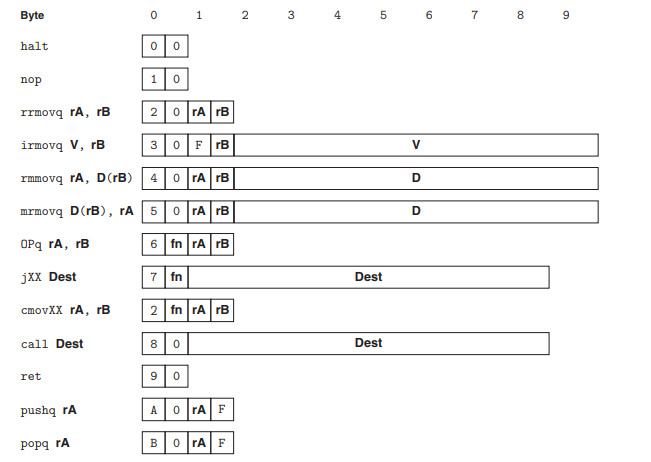 Byte 0 1 2 3 4 5 6 7 8 9
halt 0 0
nop 1 0
rrmovq rA, rB 2 0 rA rB
irmovq V, rB 3 0 F rB V
rmmovq rA, D(rB) 4 0 rA rB D
mrmovq D(rB), rA 5 0 rA rB D
OPq rA, rB 6 fn rA rB
jXX Dest 7 fn Dest
cmovXX rA, rB 2 fn rA rB
call Dest 8 0 Dest
ret 9 0
pushq rA A 0 rA F
popq rA B 0 rA F